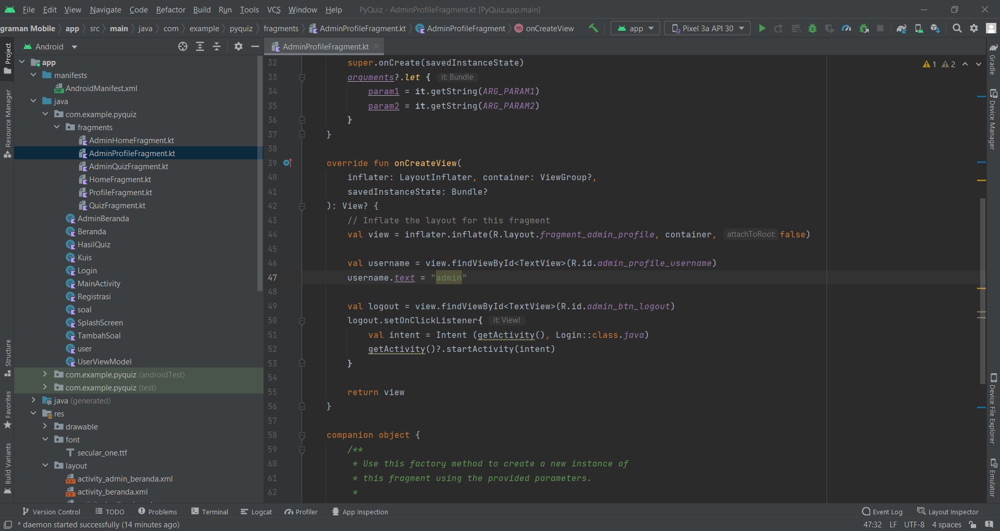 File Edit View Navigate Code Refactor Build Run Tools VCS Window Help PyQuiz - AdminProfileFragment.kt [PyQuiz.app.main]
graman Mobile app src main java com example pyquiz fragments AdminProfileFragment.kt AdminProfileFragment onCreateView app Pixel 3a API 30
Android
AdminProfileFragment.kt
Project
Resource Manager
Structure
Favorites
Build Variants
app
manifests
AndroidManifest.xml
java
com.example.pyquiz
fragments
AdminHomeFragment.kt
AdminProfileFragment.kt
AdminQuizFragment.kt
HomeFragment.kt
ProfileFragment.kt
QuizFragment.kt
AdminBeranda
Beranda
HasilQuiz
Kuis
Login
MainActivity
Registrasi
soal
SplashScreen
TambahSoal
user
UserViewModel
com.example.pyquiz (androidTest)
com.example.pyquiz (test)
java (generated)
res
drawable
font
secular_one.ttf
layout
activity_admin_beranda.xml
activity_beranda.xml
1 2
32 super.onCreate(savedInstanceState)
33 arguments?.let { it: Bundle
34 param1 = it.getString(ARG_PARAM1)
35 param2 = it.getString(ARG_PARAM2)
36 }
37 }
38
39 override fun onCreateView(
40 inflater: LayoutInflater, container: ViewGroup?,
41 savedInstanceState: Bundle?
42 ): View? {
43 // Inflate the layout for this fragment
44 val view = inflater.inflate(R.layout.fragment_admin_profile, container, attachToRoot: false)
45
46 val username = view.findViewById<TextView>(R.id.admin_profile_username)
47 username.text = "admin"
48
49 val logout = view.findViewById<TextView>(R.id.admin_btn_logout)
50 logout.setOnClickListener{ it: View!
51 val intent = Intent (getActivity(), Login::class.java)
52 getActivity()?.startActivity(intent)
53 }
54
55 return view
56 }
57
58 companion object {
59 /**
60 * Use this factory method to create a new instance of
61 * this fragment using the provided parameters.
62 *
Gradle
Device Manager
Device File Explorer
Emulator
Version Control TODO Problems Terminal Logcat Profiler App Inspection Event Log Layout Inspector
* daemon started successfully (14 minutes ago) 47:32 LF UTF-8 4 spaces